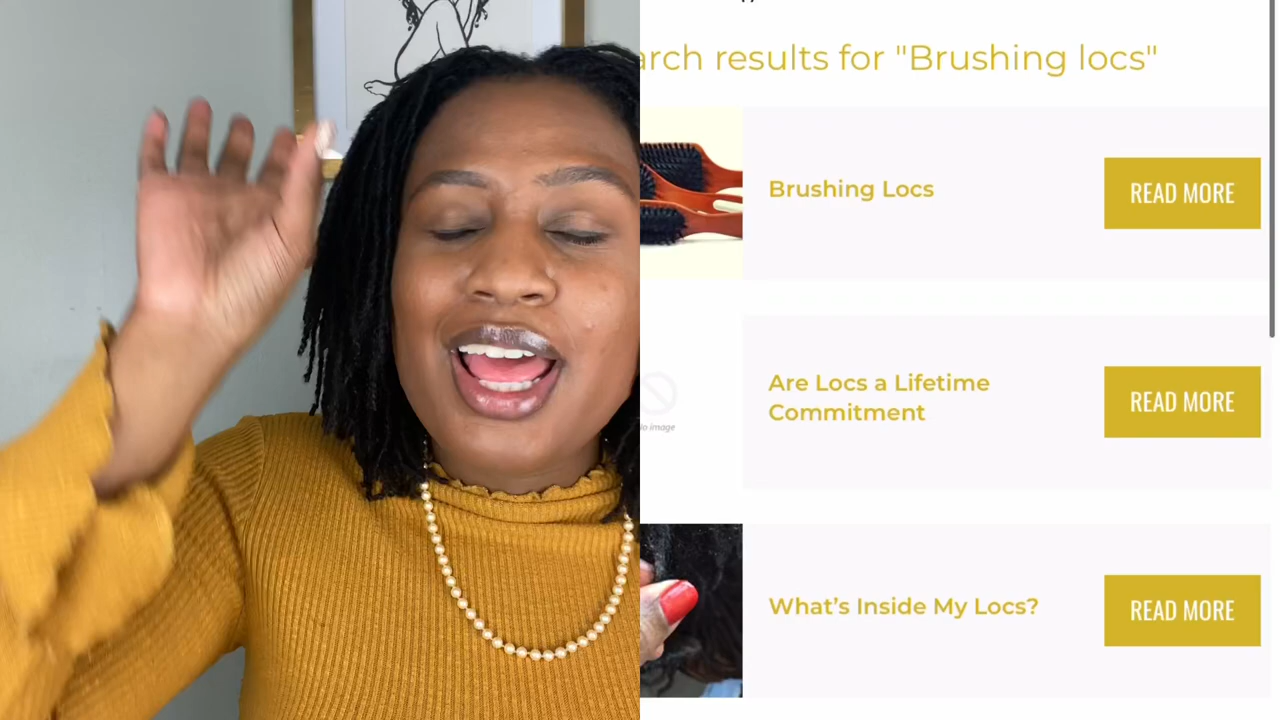 arch results for "Brushing locs"
Brushing Locs
READ MORE
Are Locs a Lifetime
Commitment
READ MORE
image
What's Inside My Locs?
READ MORE